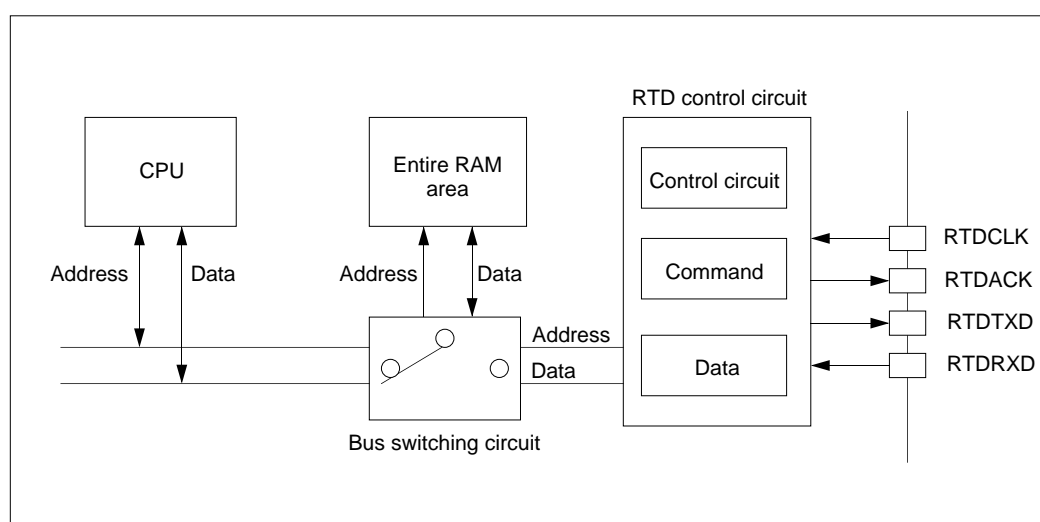 RTD control circuit
CPU
Entire RAM
area
Control circuit
RTDCLK
Address
Data
Address
Data
Command
RTDACK
RTDTXD
Address
Data
Data
RTDRXD
Bus switching circuit